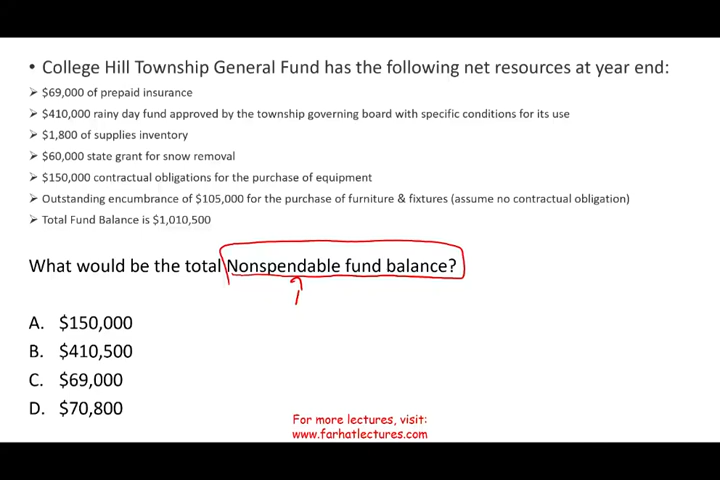 • College Hill Township General Fund has the following net resources at year end:
➢ $69,000 of prepaid insurance
➢ $410,000 rainy day fund approved by the township governing board with specific conditions for its use
➢ $1,800 of supplies inventory
➢ $60,000 state grant for snow removal
➢ $150,000 contractual obligations for the purchase of equipment
➢ Outstanding encumbrance of $105,000 for the purchase of furniture & fixtures (assume no contractual obligation)
➢ Total Fund Balance is $1,010,500
What would be the total Nonspendable fund balance?
A. $150,000
B. $410,500
C. $69,000
D. $70,800
For more lectures, visit:
www.farhatlectures.com